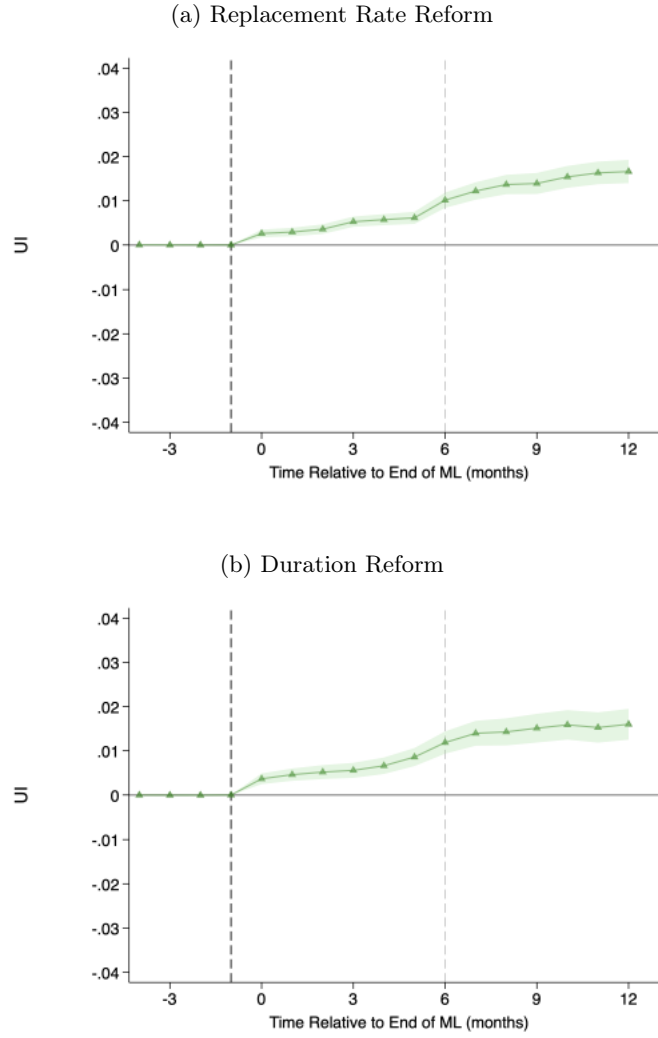 (a) Replacement Rate Reform
.04
.03
.02
.01
0
-.01
-.02
-.03
-.04
UI
-3 0 3 6 9 12
Time Relative to End of ML (months)
(b) Duration Reform
.04
.03
.02
.01
0
-.01
-.02
-.03
-.04
UI
-3 0 3 6 9 12
Time Relative to End of ML (months)